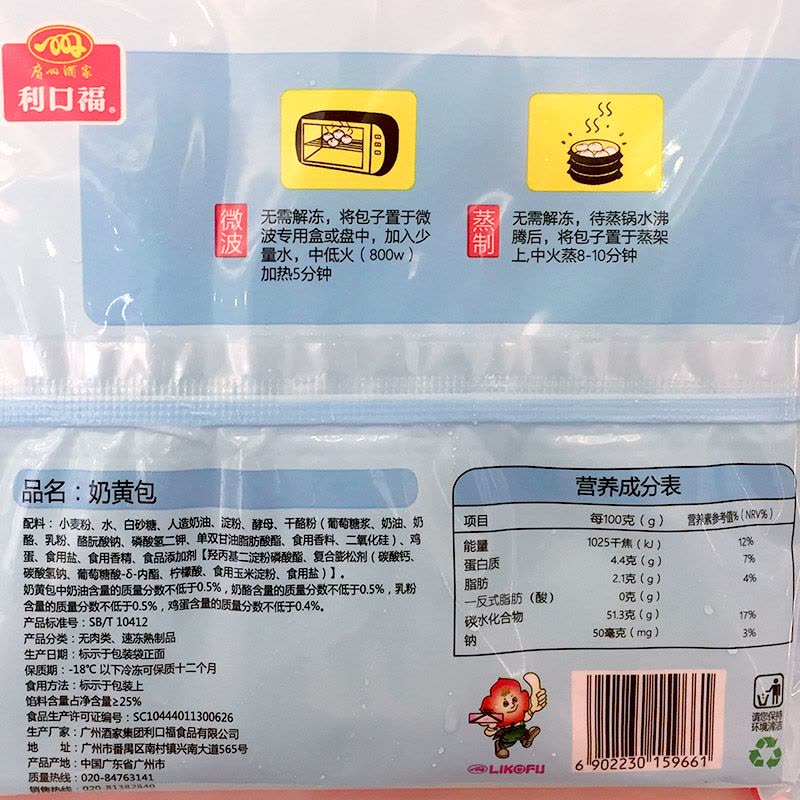 广州酒家
利口福®
微波
无需解冻，将包子置于微
波专用盒或盘中，加入少
量水，中低火（800w）
加热5分钟
蒸制
无需解冻，待蒸锅水沸
腾后，将包子置于蒸架
上,中火蒸8-10分钟
品名：奶黄包
配料：小麦粉、水、白砂糖、人造奶油、淀粉、酵母、干酪粉（葡萄糖浆、奶油、奶
酪、乳粉、酪朊酸钠、磷酸氢二钾、单双甘油脂肪酸酯、食用香料、二氧化硅）、鸡
蛋、食用盐、食用香精、食品添加剂【羟丙基二淀粉磷酸酯、复合膨松剂（碳酸钙、
碳酸氢钠、葡萄糖酸-δ-内酯、柠檬酸、食用玉米淀粉、食用盐）】。
奶黄包中奶油含量的质量分数不低于0.5%，奶酪含量的质量分数不低于0.5%，乳粉
含量的质量分数不低于0.5%，鸡蛋含量的质量分数不低于0.4%。
产品标准号：SB/T 10412
产品分类：无肉类、速冻熟制品
生产日期：标示于包装袋正面
保质期：-18℃ 以下冷冻可保质十二个月
食用方法：标示于包装上
馅料含量占净含量≥25%
食品生产许可证编号：SC10444011300626
生产厂家：广州酒家集团利口福食品有限公司
地 址：广州市番禺区南村镇兴南大道565号
产品产地：中国广东省广州市
质量热线：020-84763141
销售热线：020-81382840
营养成分表
项目 每100克（g） 营养素参考值%（NRV%）
能量 1025千焦（kJ） 12%
蛋白质 4.4克（g） 7%
脂肪 2.1克（g） 4%
—反式脂肪（酸） 0克（g）
碳水化合物 51.3克（g） 17%
钠 50毫克（mg） 3%
LIKOFU
6 902230 159661
请您保持
环境清洁